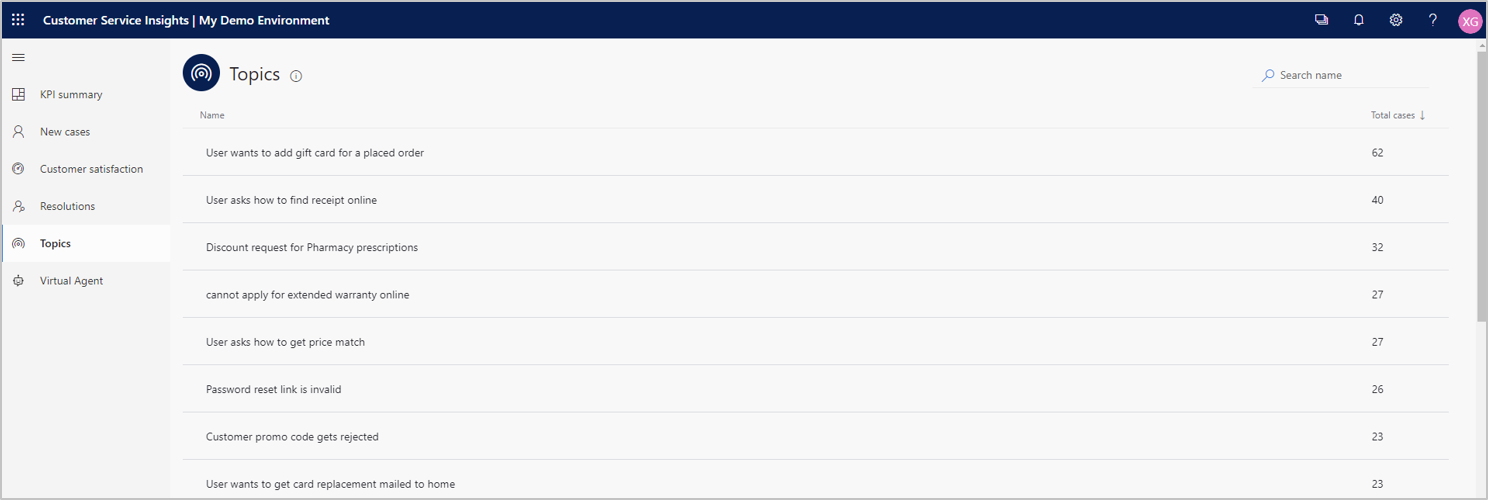 Customer Service Insights | My Demo Environment
?
XG
KPI summary
New cases
Customer satisfaction
Resolutions
Topics
Virtual Agent
Topics
Search name
Name Total cases ↓
User wants to add gift card for a placed order 62
User asks how to find receipt online 40
Discount request for Pharmacy prescriptions 32
cannot apply for extended warranty online 27
User asks how to get price match 27
Password reset link is invalid 26
Customer promo code gets rejected 23
User wants to get card replacement mailed to home 23